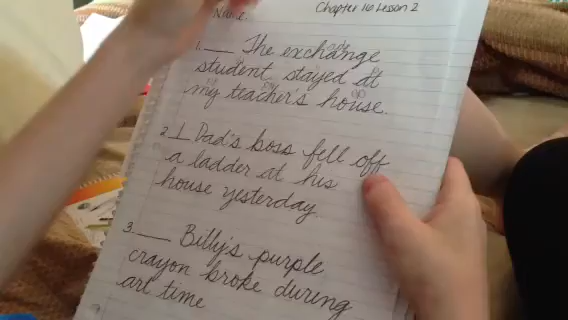 Name: Chapter 16 Lesson 2
1. ___ The exchange
student stayed at
my teacher's house.
2. 1 Dad's boss fell off
a ladder at his
house yesterday.
3. ___ Billy's purple
crayon broke during
art time